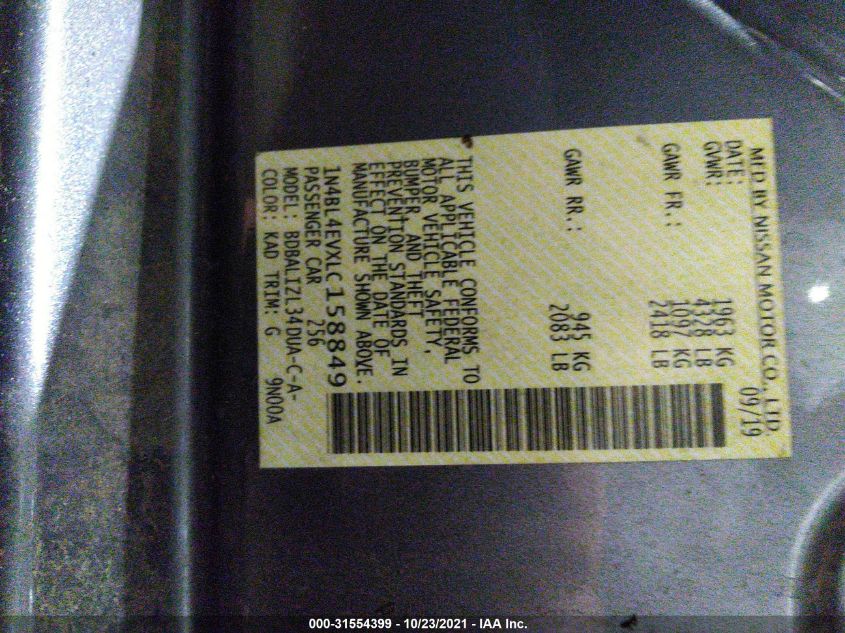 MFD BY NISSAN MOTOR CO., LTD
DATE: 09/19
GVWR: 1963 KG
4328 LB
GAWR FR.: 1097 KG
2418 LB
GAWR RR.: 945 KG
2083 LB
THIS VEHICLE CONFORMS TO
ALL APPLICABLE FEDERAL
MOTOR VEHICLE SAFETY,
BUMPER, AND THEFT
PREVENTION STANDARDS IN
EFFECT ON THE DATE OF
MANUFACTURE SHOWN ABOVE.
1N4BL4EVXLC158849
PASSENGER CAR 256
MODEL: BDBALTZL34DUA-C-A-
COLOR: KAD TRIM: G 9N00A
000-31554399 - 10/23/2021 - IAA Inc.